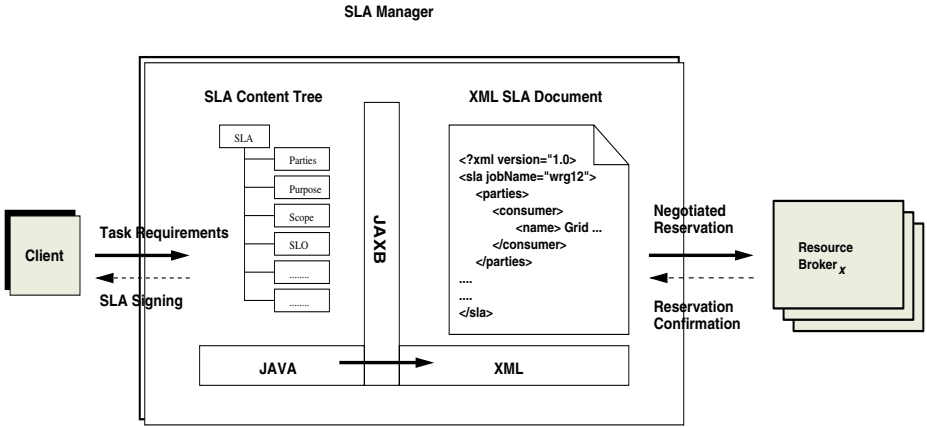 SLA Manager
SLA Content Tree
XML SLA Document
SLA
Parties
Purpose
Scope
SLO
........
........
JAXB
<?xml version="1.0>
<sla jobName="wrg12">
<parties>
<consumer>
<name> Grid ...
</consumer>
</parties>
....
....
</sla>
Client
Task Requirements
SLA Signing
Negotiated
Reservation
Reservation
Confirmation
Resource
Broker x
JAVA
XML